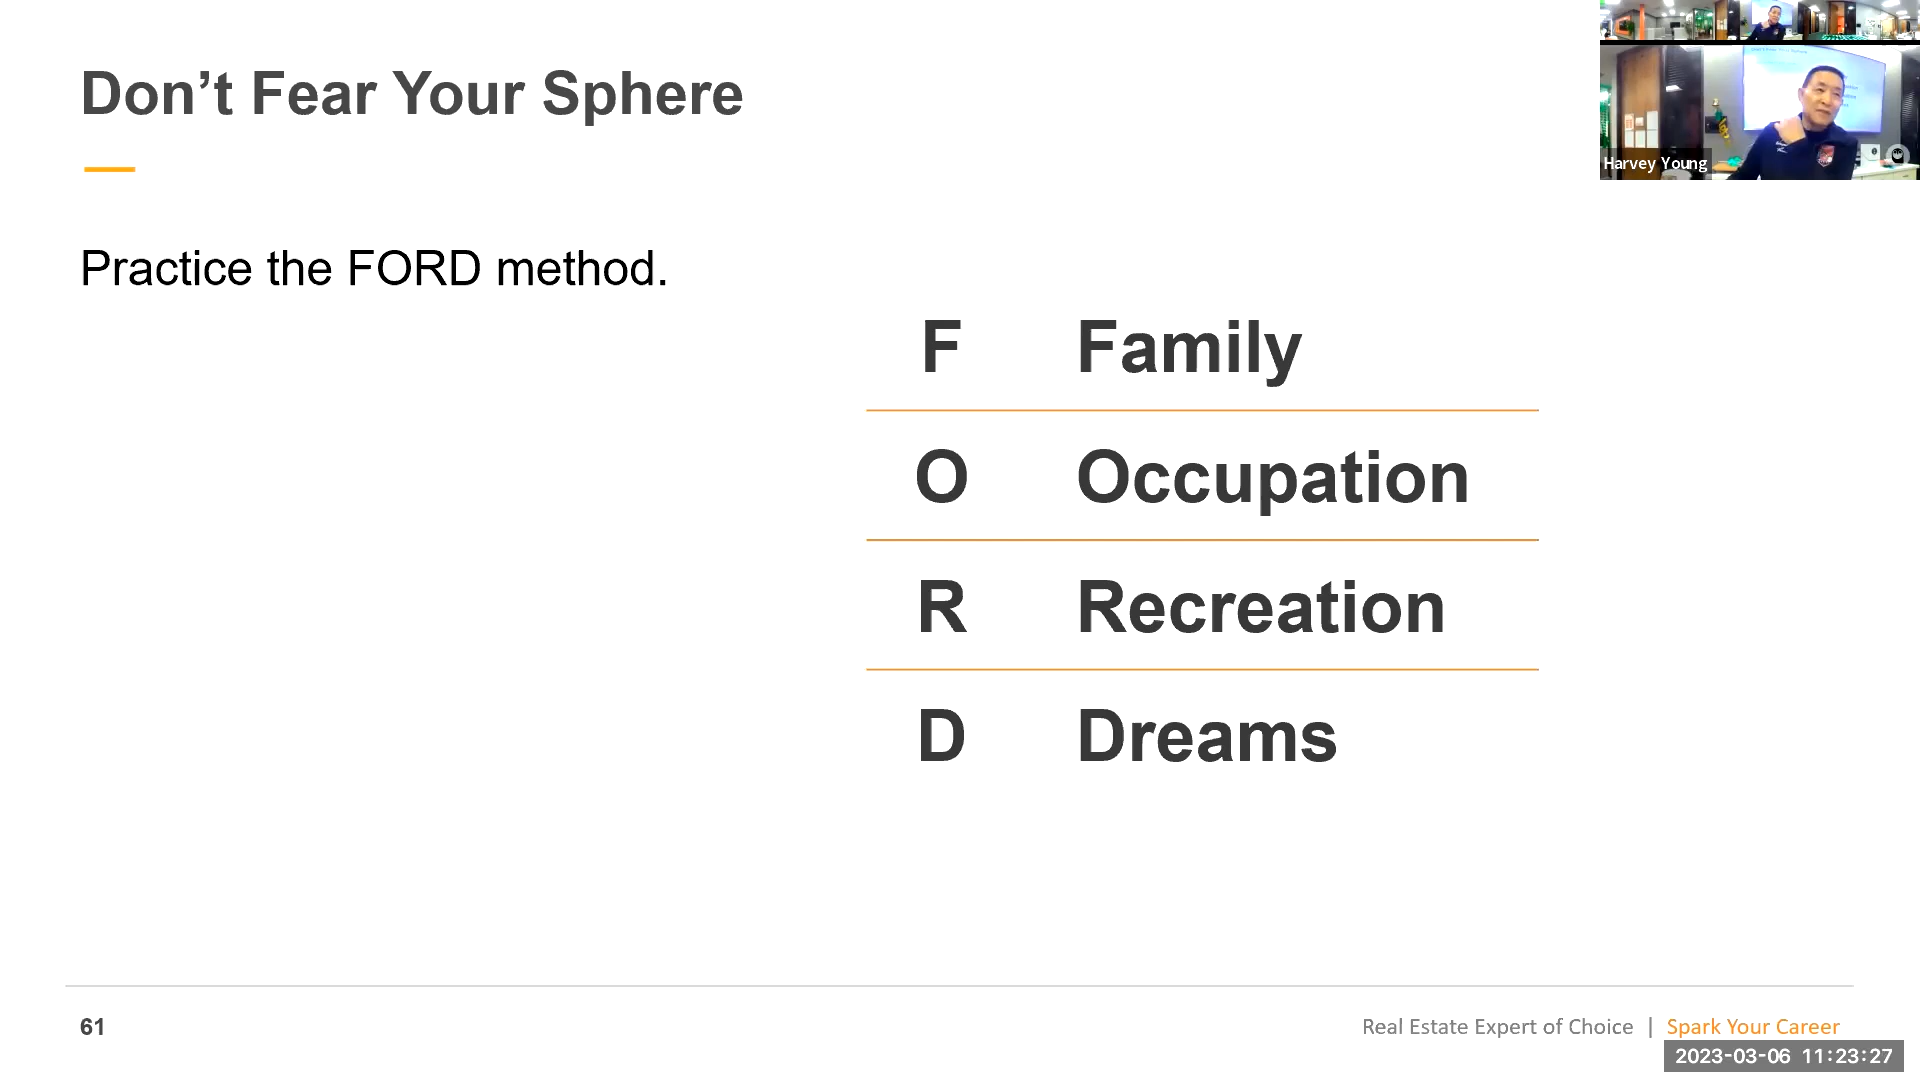 Don’t Fear Your Sphere
Harvey Young
Practice the FORD method.
F Family
O Occupation
R Recreation
D Dreams
61
Real Estate Expert of Choice | Spark Your Career
2023-03-06 11:23:27